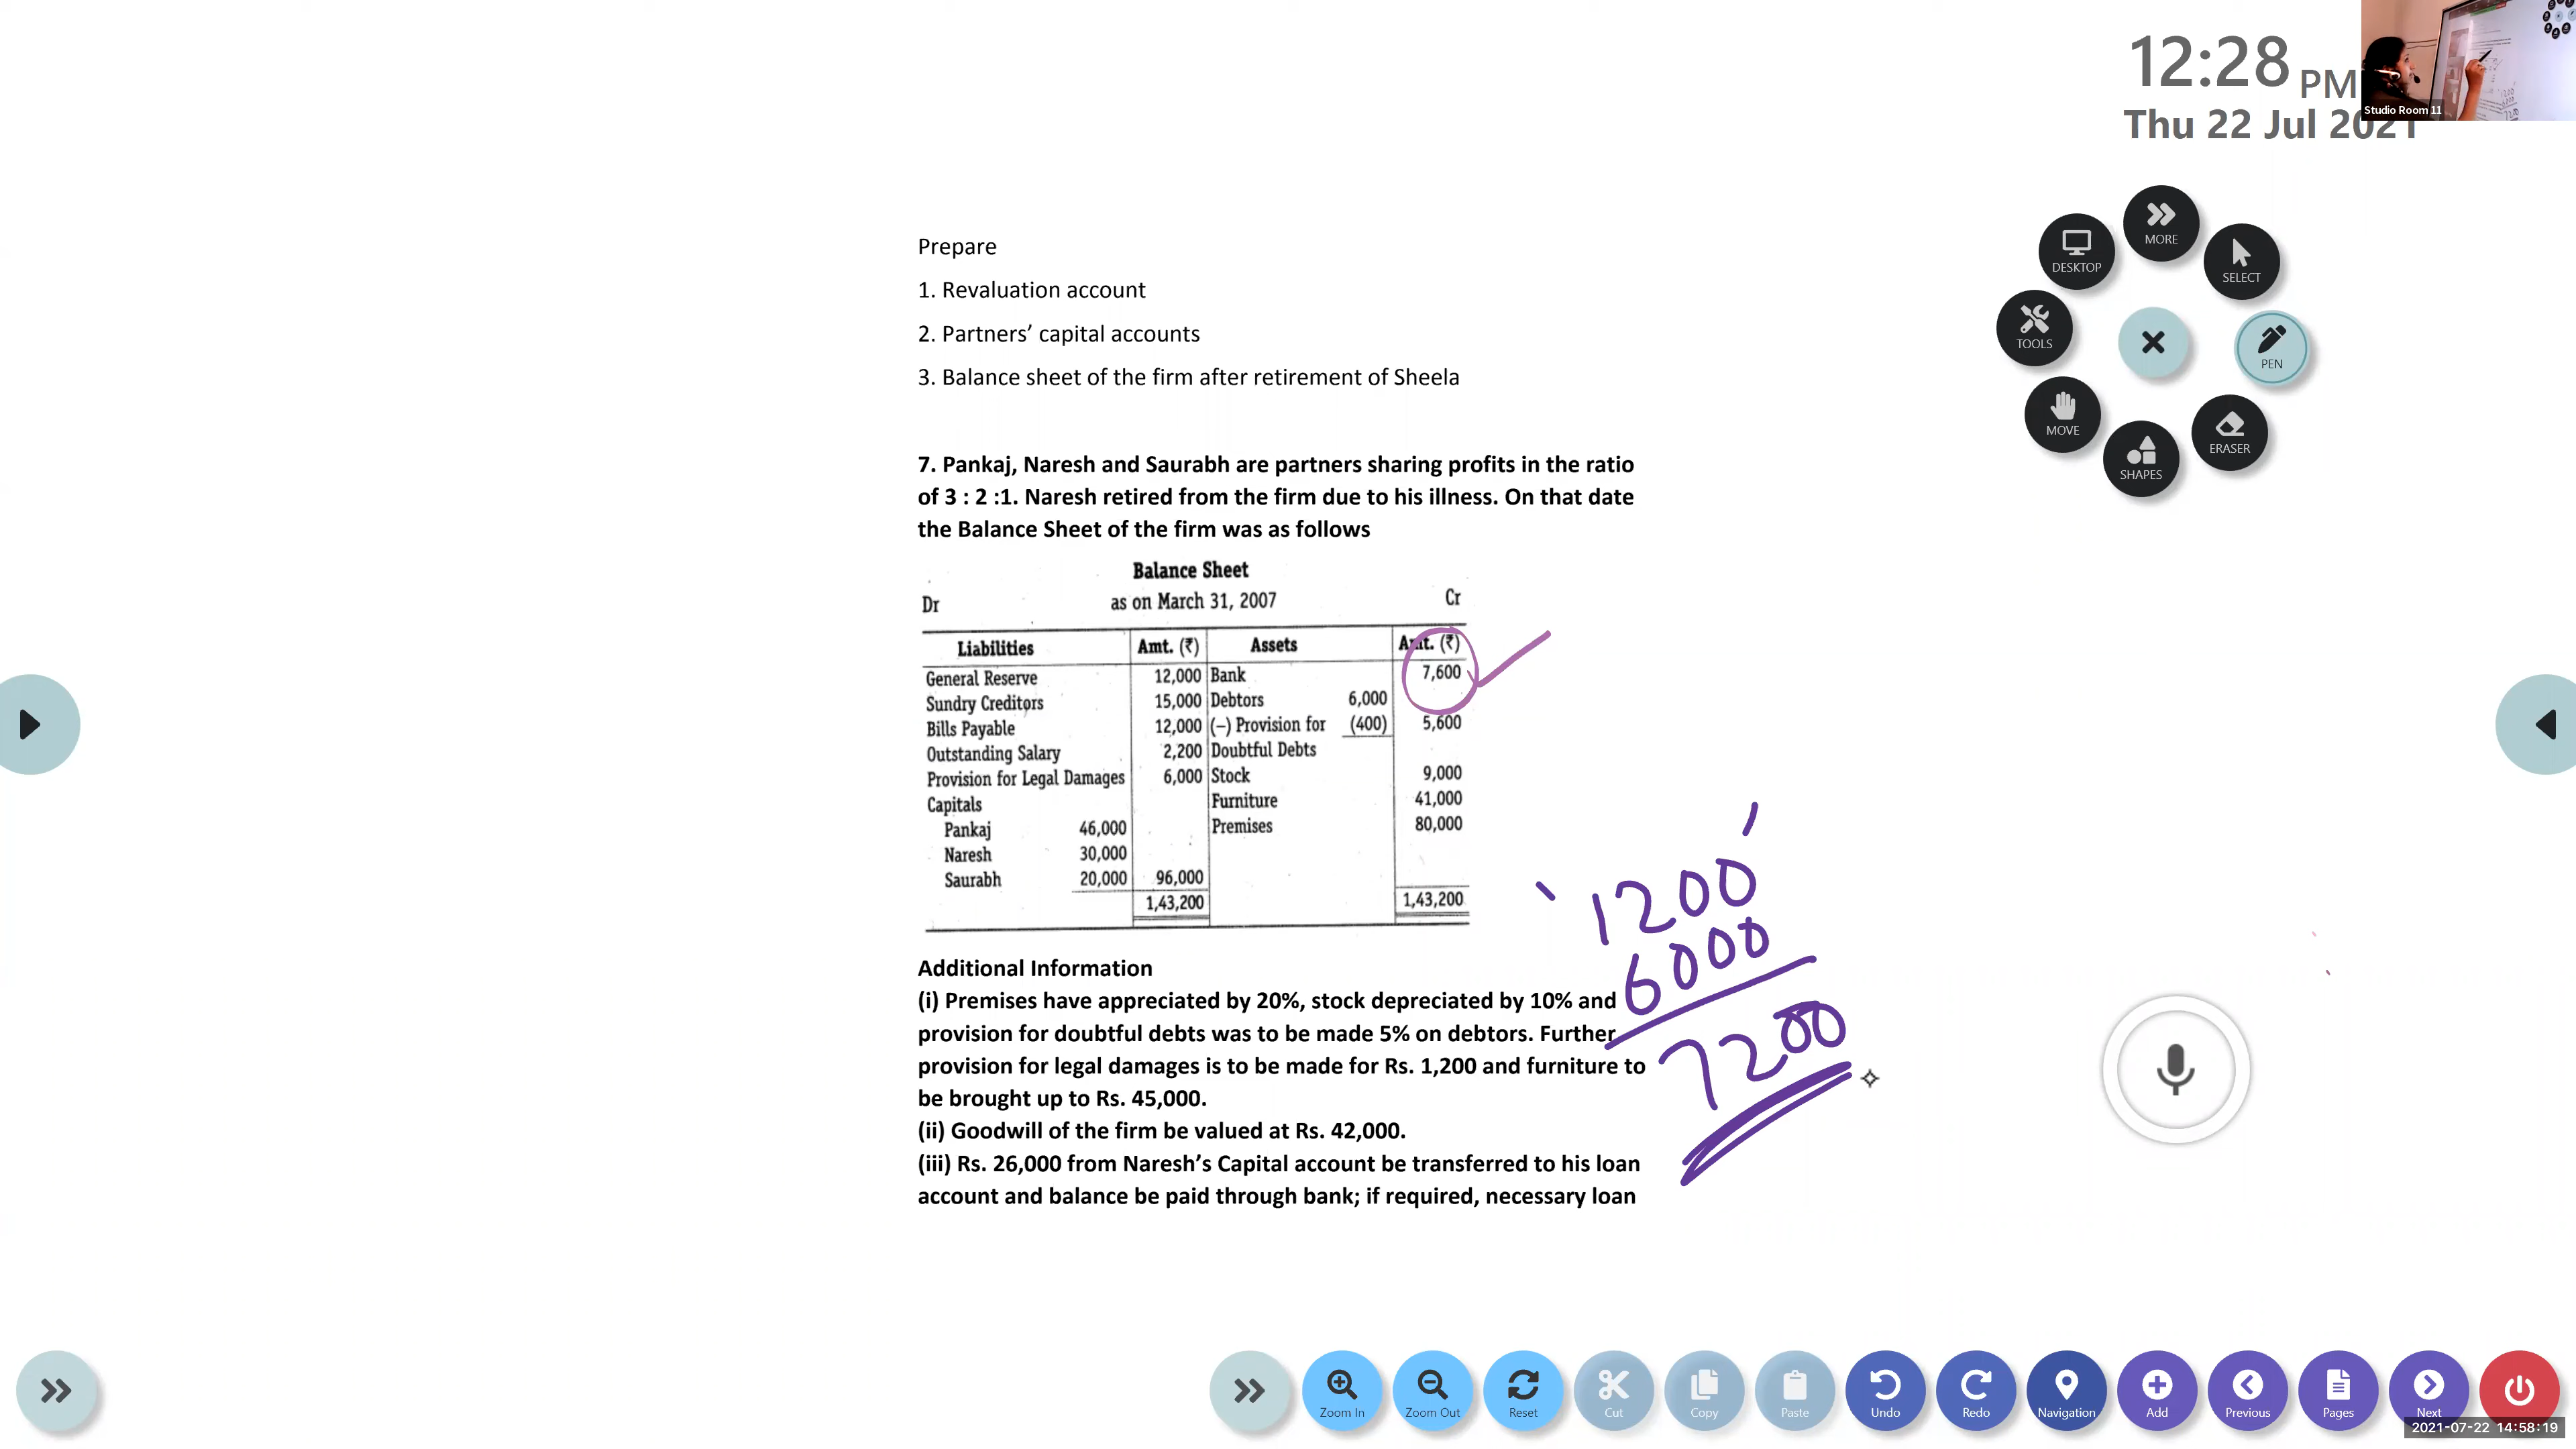 12:28 PM
Thu 22 Jul 2021
Studio Room 11
MORE
DESKTOP
SELECT
TOOLS
PEN
MOVE
ERASER
SHAPES
Prepare
1. Revaluation account
2. Partners’ capital accounts
3. Balance sheet of the firm after retirement of Sheela
7. Pankaj, Naresh and Saurabh are partners sharing profits in the ratio
of 3 : 2 :1. Naresh retired from the firm due to his illness. On that date
the Balance Sheet of the firm was as follows
Balance Sheet
Dr as on March 31, 2007 Cr
Liabilities Amt. (₹) Assets Amt. (₹)
General Reserve 12,000 Bank 7,600
Sundry Creditors 15,000 Debtors 6,000
Bills Payable 12,000 (–) Provision for (400) 5,600
Outstanding Salary 2,200 Doubtful Debts
Provision for Legal Damages 6,000 Stock 9,000
Capitals Furniture 41,000
Pankaj 46,000 Premises 80,000
Naresh 30,000
Saurabh 20,000 96,000
1,43,200 1,43,200
1200
6000
7200
Additional Information
(i) Premises have appreciated by 20%, stock depreciated by 10% and
provision for doubtful debts was to be made 5% on debtors. Further
provision for legal damages is to be made for Rs. 1,200 and furniture to
be brought up to Rs. 45,000.
(ii) Goodwill of the firm be valued at Rs. 42,000.
(iii) Rs. 26,000 from Naresh’s Capital account be transferred to his loan
account and balance be paid through bank; if required, necessary loan
Zoom In Zoom Out Reset Cut Copy Paste Undo Redo Navigation Add Previous Pages Next
2021-07-22 14:58:19